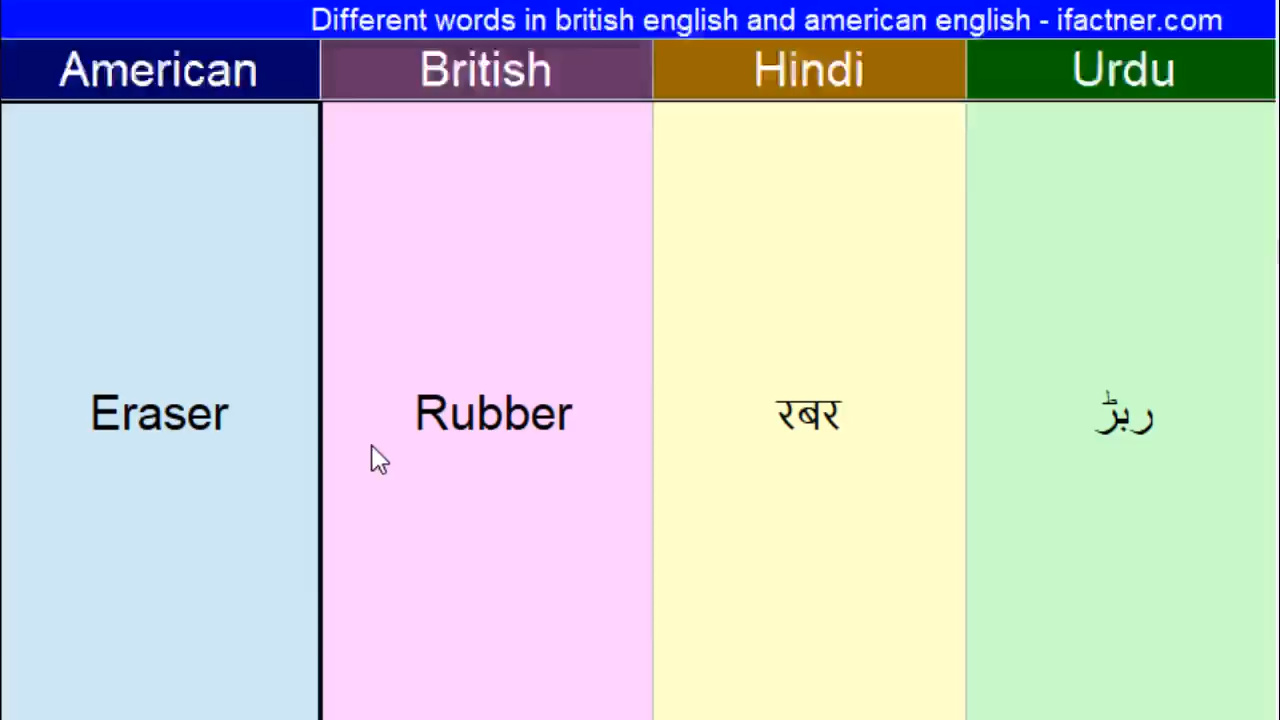 Different words in british english and american english - ifactner.com
American British Hindi Urdu
Eraser Rubber रबर ربڑ